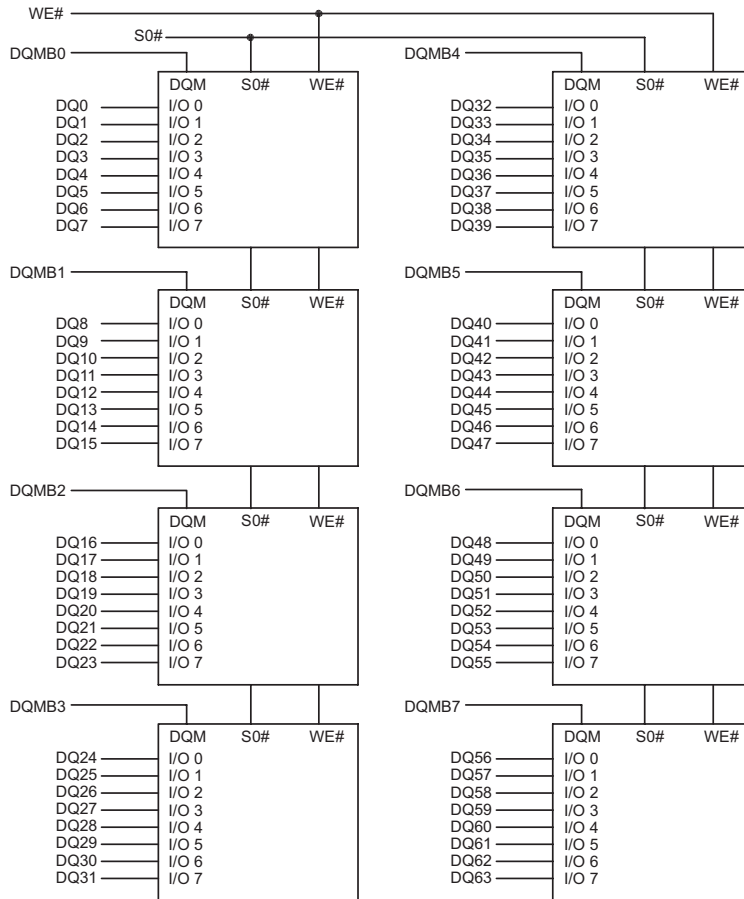 WE#
S0#
DQMB0
DQM S0# WE#
DQ0 I/O 0
DQ1 I/O 1
DQ2 I/O 2
DQ3 I/O 3
DQ4 I/O 4
DQ5 I/O 5
DQ6 I/O 6
DQ7 I/O 7
DQMB1
DQM S0# WE#
DQ8 I/O 0
DQ9 I/O 1
DQ10 I/O 2
DQ11 I/O 3
DQ12 I/O 4
DQ13 I/O 5
DQ14 I/O 6
DQ15 I/O 7
DQMB2
DQM S0# WE#
DQ16 I/O 0
DQ17 I/O 1
DQ18 I/O 2
DQ19 I/O 3
DQ20 I/O 4
DQ21 I/O 5
DQ22 I/O 6
DQ23 I/O 7
DQMB3
DQM S0# WE#
DQ24 I/O 0
DQ25 I/O 1
DQ26 I/O 2
DQ27 I/O 3
DQ28 I/O 4
DQ29 I/O 5
DQ30 I/O 6
DQ31 I/O 7
DQMB4
DQM S0# WE#
DQ32 I/O 0
DQ33 I/O 1
DQ34 I/O 2
DQ35 I/O 3
DQ36 I/O 4
DQ37 I/O 5
DQ38 I/O 6
DQ39 I/O 7
DQMB5
DQM S0# WE#
DQ40 I/O 0
DQ41 I/O 1
DQ42 I/O 2
DQ43 I/O 3
DQ44 I/O 4
DQ45 I/O 5
DQ46 I/O 6
DQ47 I/O 7
DQMB6
DQM S0# WE#
DQ48 I/O 0
DQ49 I/O 1
DQ50 I/O 2
DQ51 I/O 3
DQ52 I/O 4
DQ53 I/O 5
DQ54 I/O 6
DQ55 I/O 7
DQMB7
DQM S0# WE#
DQ56 I/O 0
DQ57 I/O 1
DQ58 I/O 2
DQ59 I/O 3
DQ60 I/O 4
DQ61 I/O 5
DQ62 I/O 6
DQ63 I/O 7